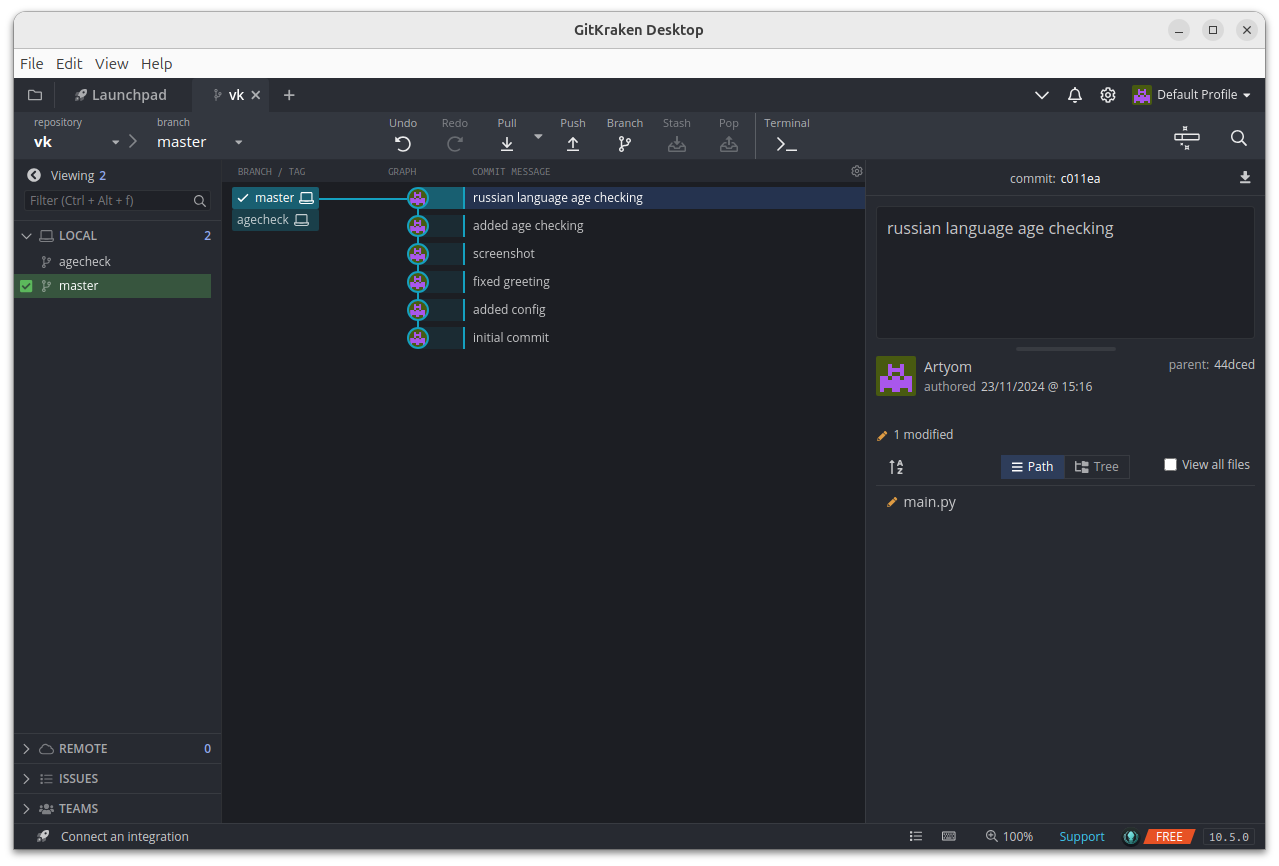 GitKraken Desktop
File Edit View Help
Launchpad vk Default Profile
repository branch Undo Redo Pull Push Branch Stash Pop Terminal
vk master
Viewing 2
Filter (Ctrl + Alt + f)
LOCAL 2
agecheck
master
REMOTE 0
ISSUES
TEAMS
BRANCH / TAG GRAPH COMMIT MESSAGE
master russian language age checking
agecheck
added age checking
screenshot
fixed greeting
added config
initial commit
commit: c011ea
russian language age checking
Artyom parent: 44dced
authored 23/11/2024 @ 15:16
1 modified
Path Tree View all files
main.py
Connect an integration 100% Support FREE 10.5.0